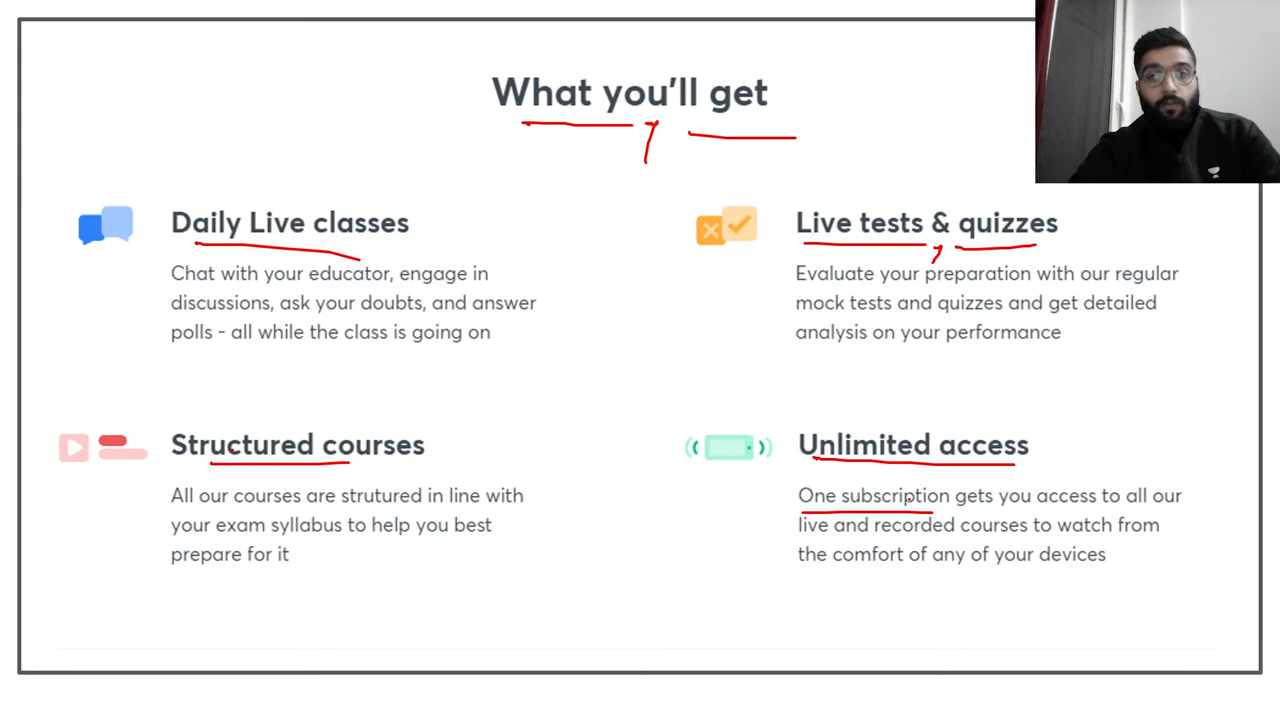 What you'll get
Daily Live classes
Chat with your educator, engage in
discussions, ask your doubts, and answer
polls - all while the class is going on
Live tests & quizzes
Evaluate your preparation with our regular
mock tests and quizzes and get detailed
analysis on your performance
Structured courses
All our courses are strutured in line with
your exam syllabus to help you best
prepare for it
Unlimited access
One subscription gets you access to all our
live and recorded courses to watch from
the comfort of any of your devices